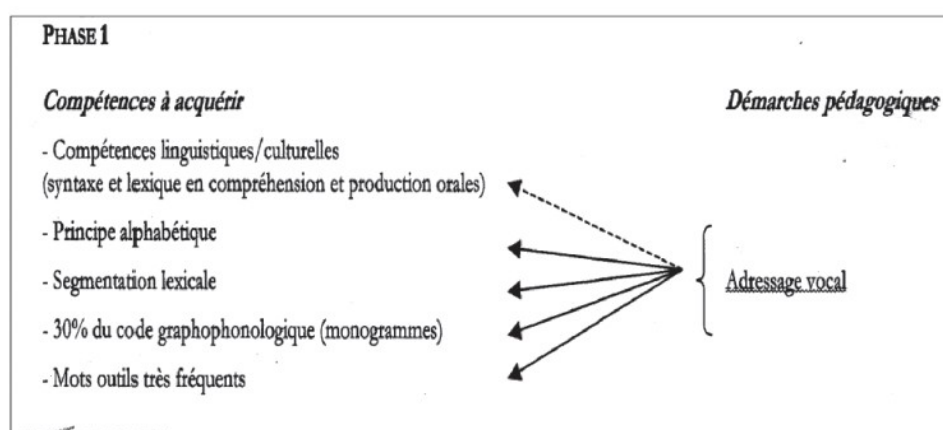 PHASE 1
Compétences à acquérir
Démarches pédagogiques
- Compétences linguistiques/culturelles
(syntaxe et lexique en compréhension et production orales)
- Principe alphabétique
- Segmentation lexicale
Adressage vocal
- 30% du code graphophonologique (monogrammes)
- Mots outils très fréquents